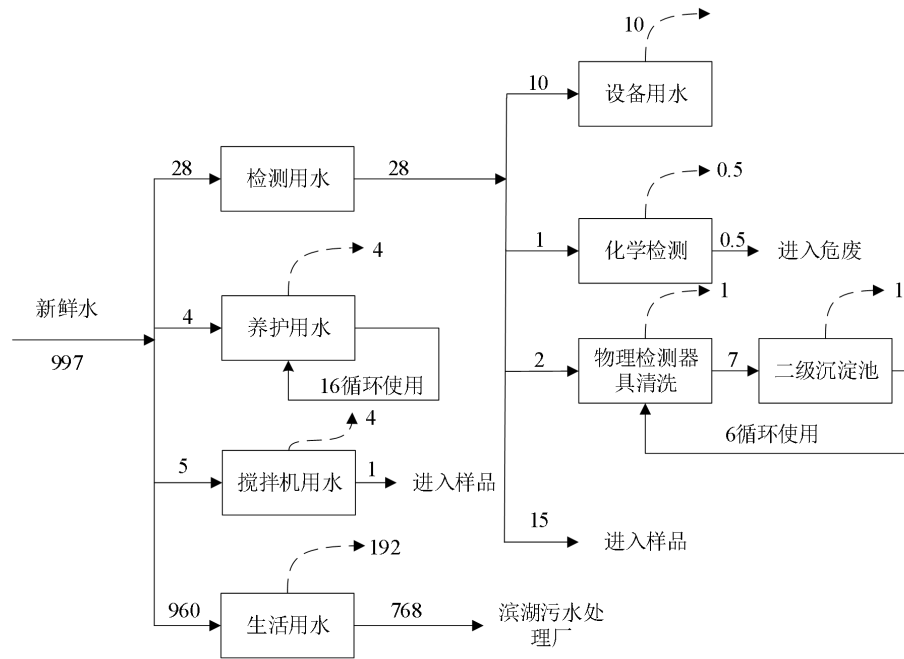 10
10
设备用水
28
检测用水
28
0.5
1
化学检测
0.5
进入危废
4
新鲜水
997
4
养护用水
16循环使用
1
2
物理检测器
具清洗
7
1
二级沉淀池
6循环使用
4
5
搅拌机用水
1
进入样品
15
进入样品
192
960
生活用水
768
滨湖污水处
理厂